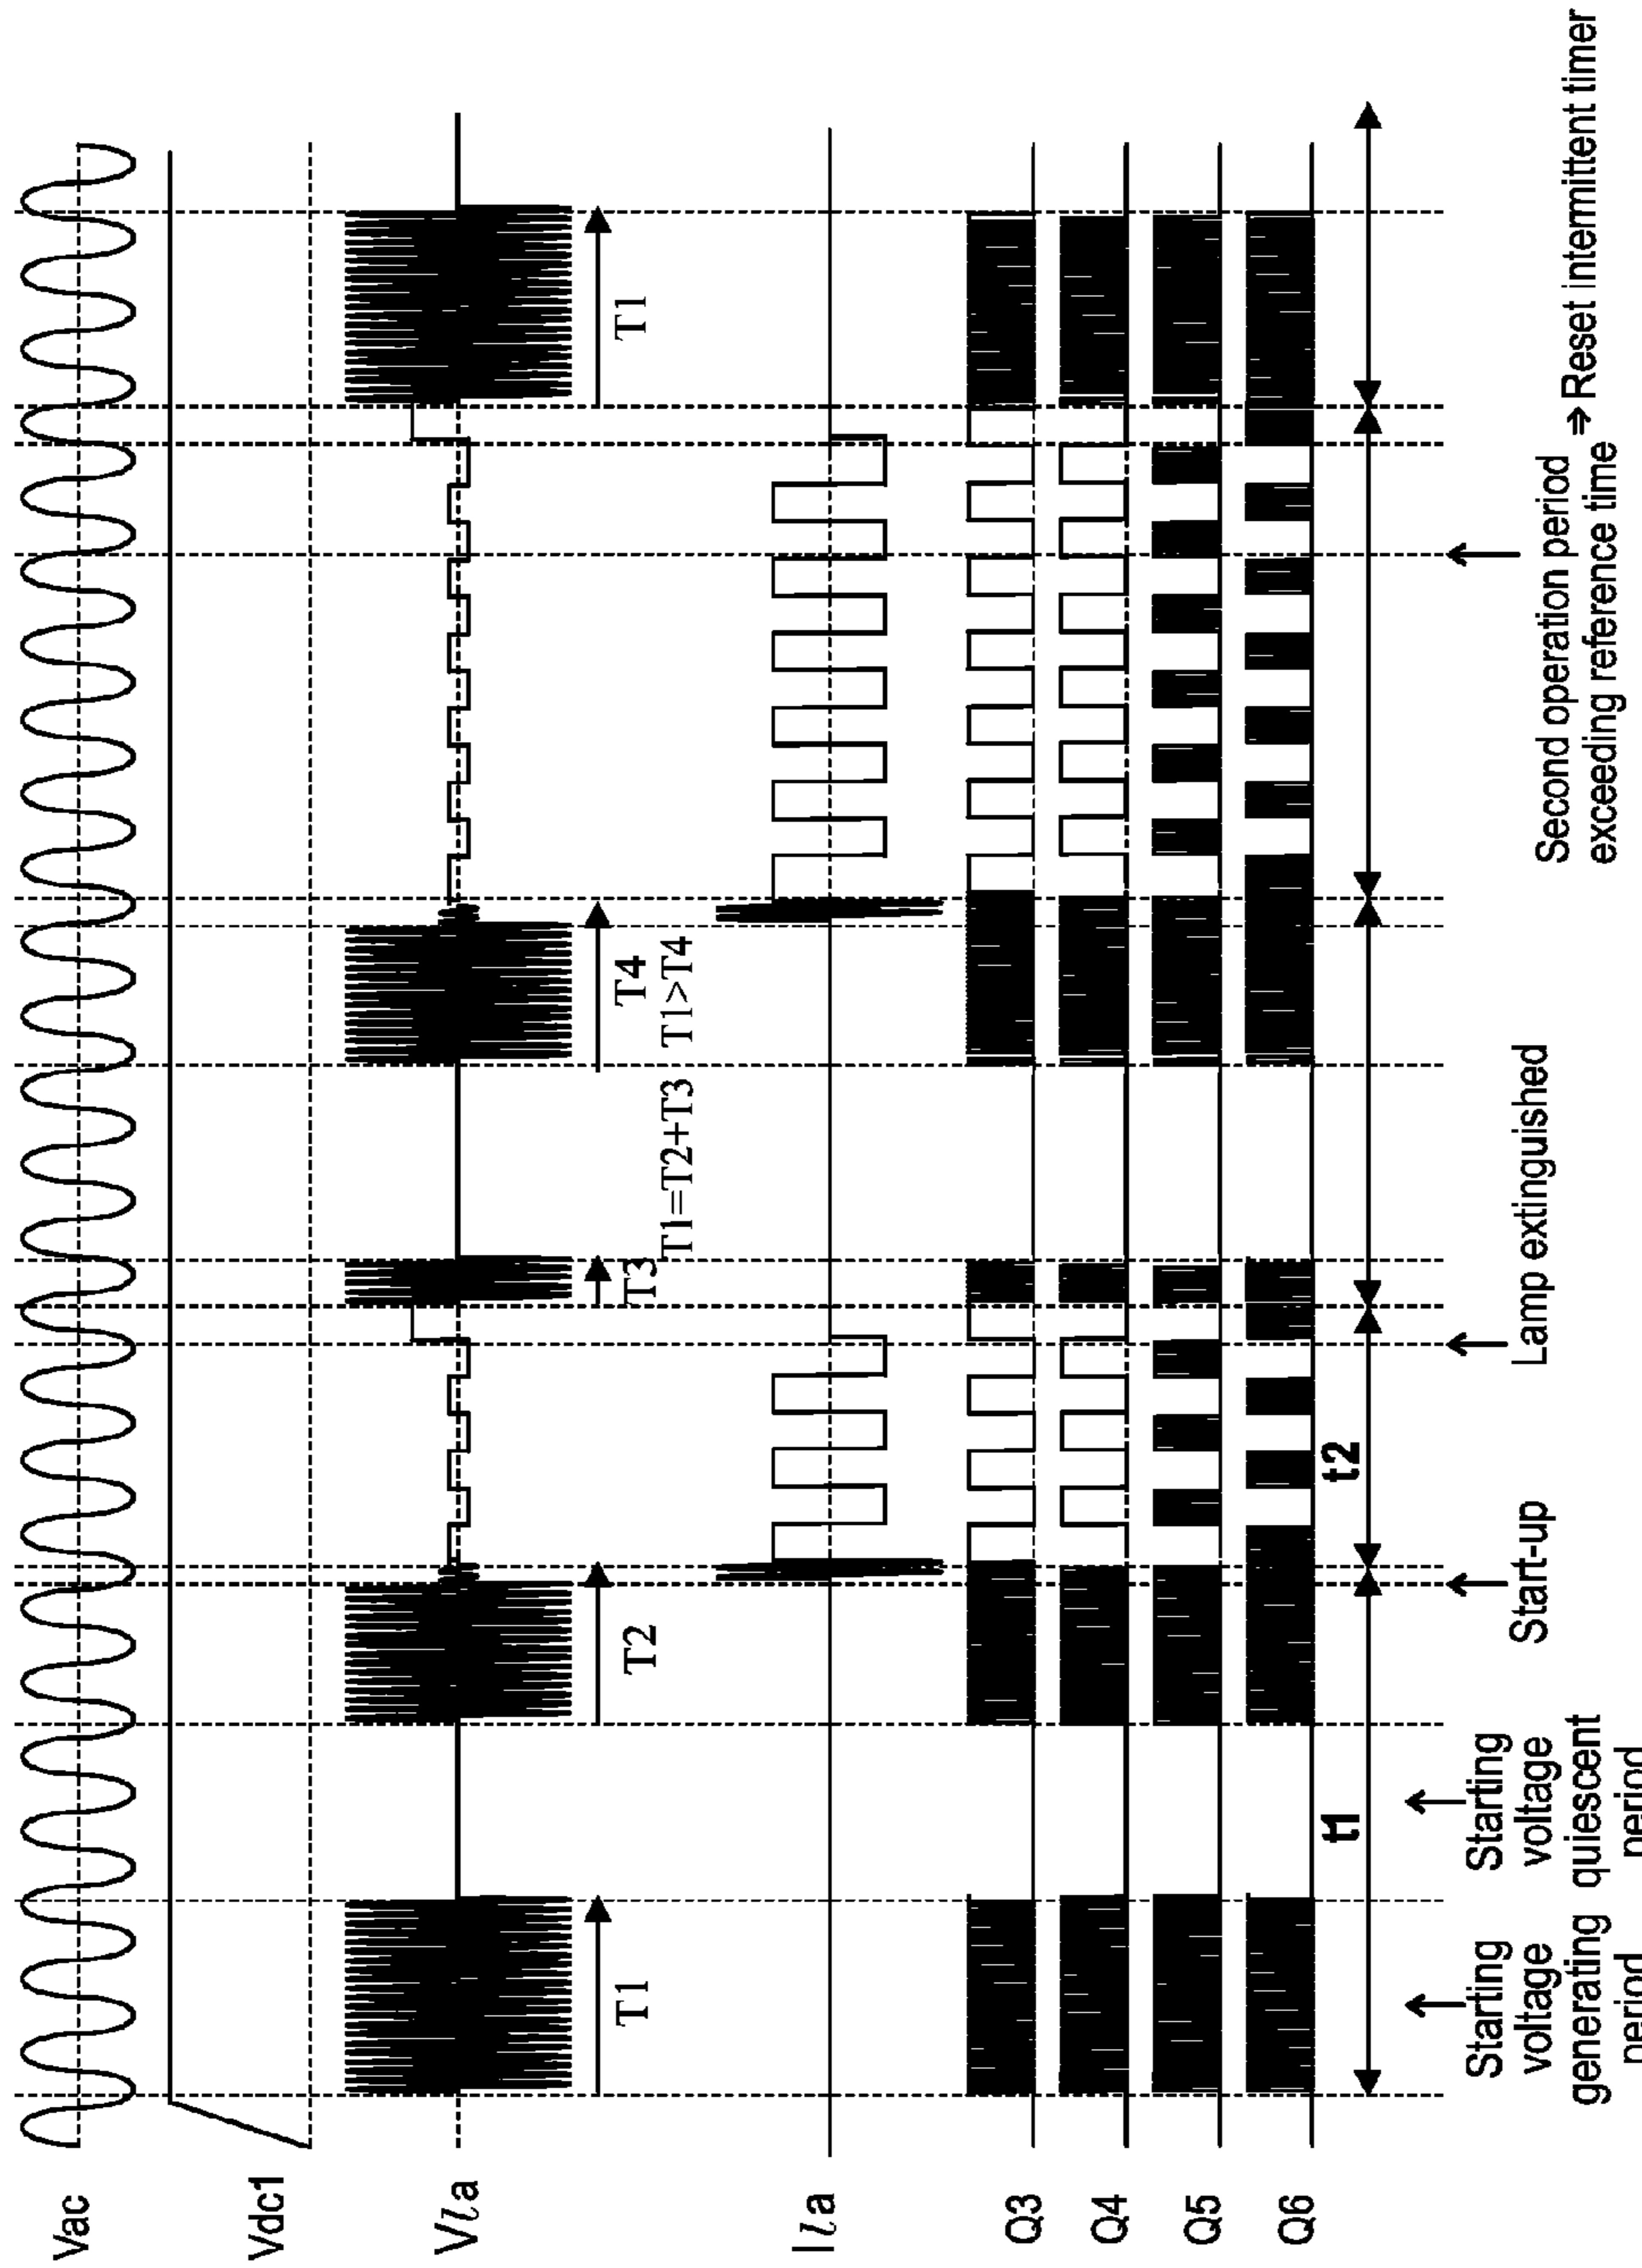 Vac
Vdc1
Vla
T1
T2
T3
T4
T1
T1=T2+T3
T1>T4
Ila
Q3
Q4
Q5
Q6
t1
t2
Starting
voltage
generating
period
Starting
voltage
quiescent
period
Start-up
Lamp extinguished
Second operation period
exceeding reference time
⇒Reset intermittent timer